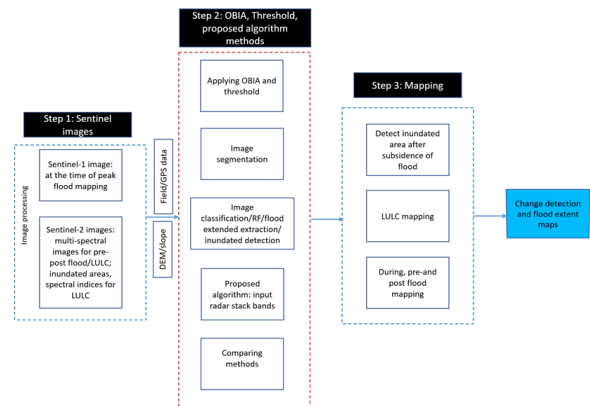 Step 1: Sentinel
images
Image processing
Sentinel-1 image:
at the time of peak
flood mapping
Sentinel-2 images:
multi-spectral
images for pre-
post flood/LULC;
inundated areas,
spectral indices for
LULC
Field/GPS data
DEM/slope
Step 2: OBIA, Threshold,
proposed algorithm
methods
Applying OBIA and
threshold
Image
segmentation
Image
classification/RF/flood
extended extraction/
inundated detection
Proposed
algorithm: input
radar stack bands
Comparing
methods
Step 3: Mapping
Detect inundated
area after
subsidence of
flood
LULC mapping
During, pre-and
post flood
mapping
Change detection
and flood extent
maps